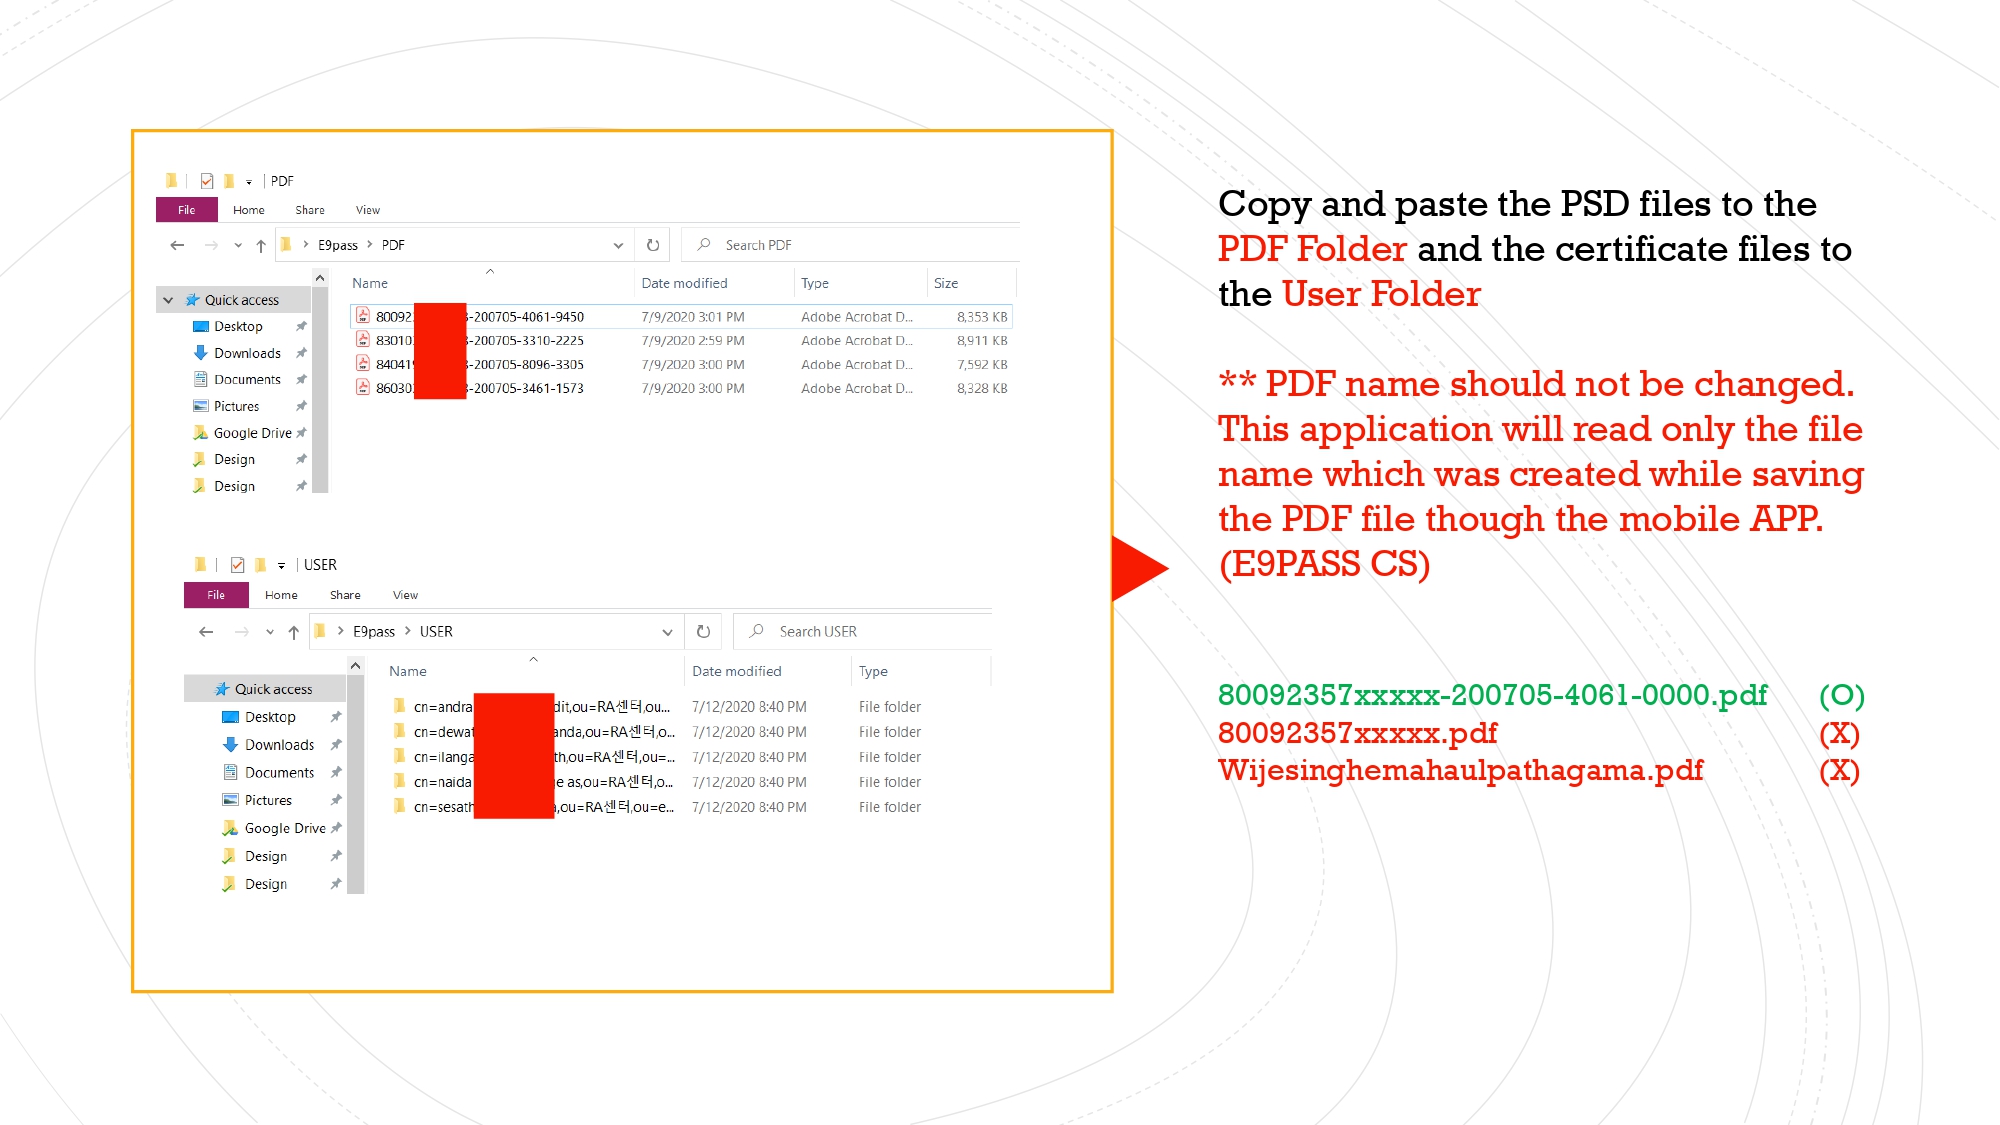 PDF
File Home Share View
E9pass > PDF
Search PDF
Name Date modified Type Size
Quick access
Desktop
Downloads
Documents
Pictures
Google Drive
Design
Design
80092 3-200705-4061-9450 7/9/2020 3:01 PM Adobe Acrobat D... 8,353 KB
83010 3-200705-3310-2225 7/9/2020 2:59 PM Adobe Acrobat D... 8,911 KB
84041 3-200705-8096-3305 7/9/2020 3:00 PM Adobe Acrobat D... 7,592 KB
86030 3-200705-3461-1573 7/9/2020 3:00 PM Adobe Acrobat D... 8,328 KB
USER
File Home Share View
E9pass > USER
Search USER
Name Date modified Type
Quick access
Desktop
Downloads
Documents
Pictures
Google Drive
Design
Design
cn=andra dit,ou=RA센터,ou... 7/12/2020 8:40 PM File folder
cn=dewa anda,ou=RA센터,o... 7/12/2020 8:40 PM File folder
cn=ilanga th,ou=RA센터,ou=... 7/12/2020 8:40 PM File folder
cn=naida e as,ou=RA센터,o... 7/12/2020 8:40 PM File folder
cn=sesath a,ou=RA센터,ou=e... 7/12/2020 8:40 PM File folder
Copy and paste the PSD files to the
PDF Folder and the certificate files to
the User Folder
** PDF name should not be changed.
This application will read only the file
name which was created while saving
the PDF file though the mobile APP.
(E9PASS CS)
80092357xxxxx-200705-4061-0000.pdf (O)
80092357xxxxx.pdf (X)
Wijesinghemahaulpathagama.pdf (X)